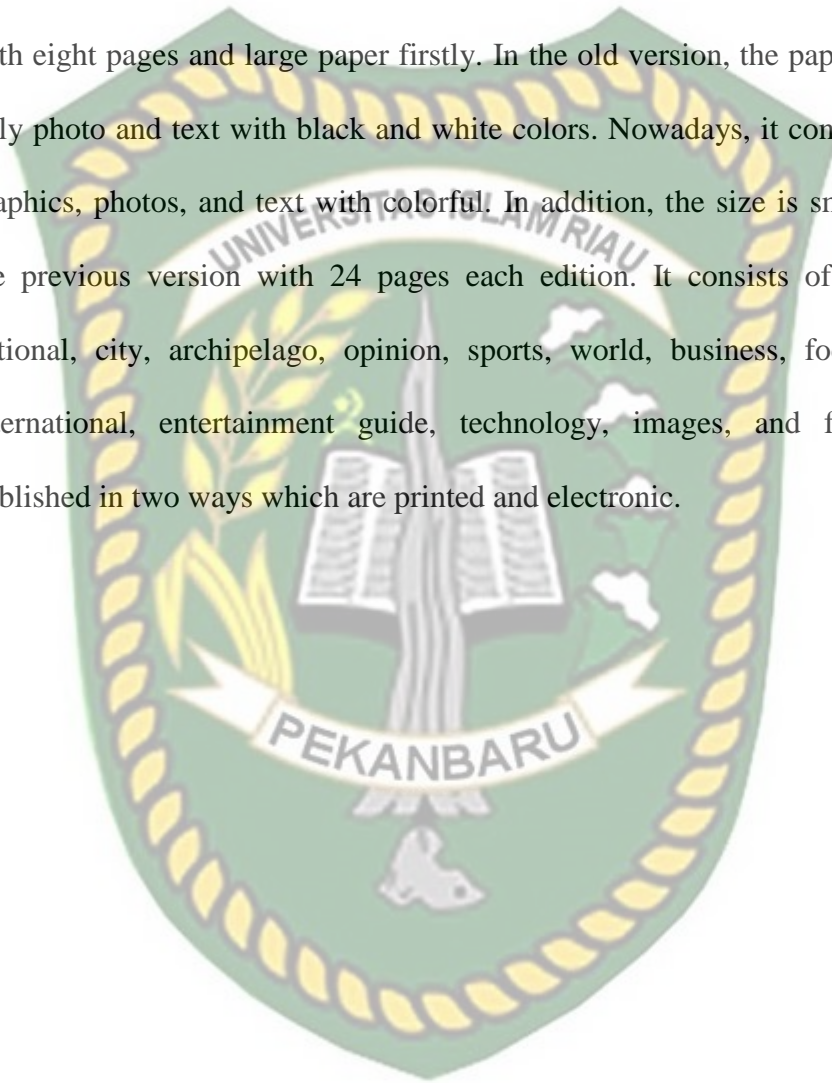 th eight pages and large paper firstly. In the old version, the pap
ly photo and text with black and white colors. Nowadays, it con
aphics, photos, and text with colorful. In addition, the size is sm
e previous version with 24 pages each edition. It consists of
tional, city, archipelago, opinion, sports, world, business, fo
ternational, entertainment guide, technology, images, and f
blished in two ways which are printed and electronic.
UNIVERSITAS ISLAM RIAU
PEKANBARU